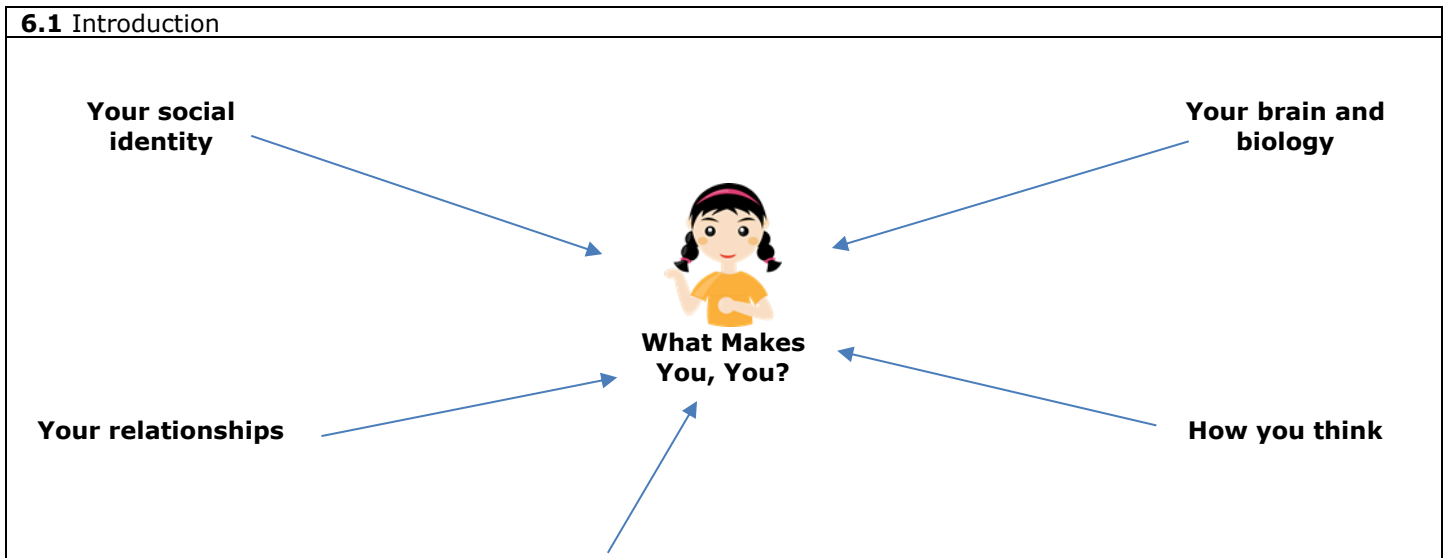 6.1 Introduction
Your social
identity
Your brain and
biology
What Makes
You, You?
Your relationships
How you think